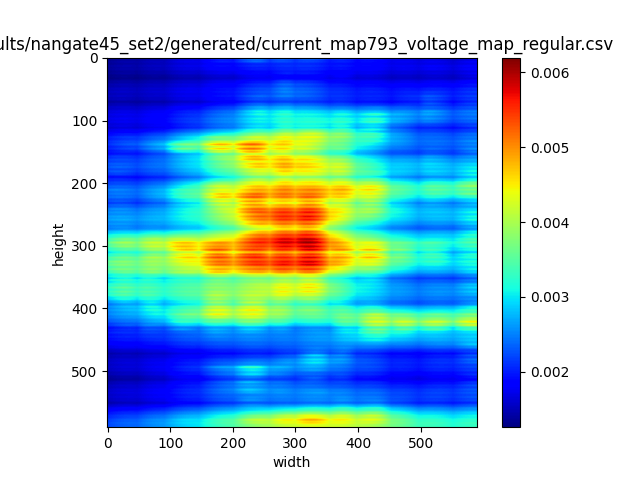 ults/nangate45_set2/generated/current_map793_voltage_map_regular.csv
0
100
200
300
400
500
height
0 100 200 300 400 500
width
0.006
0.005
0.004
0.003
0.002